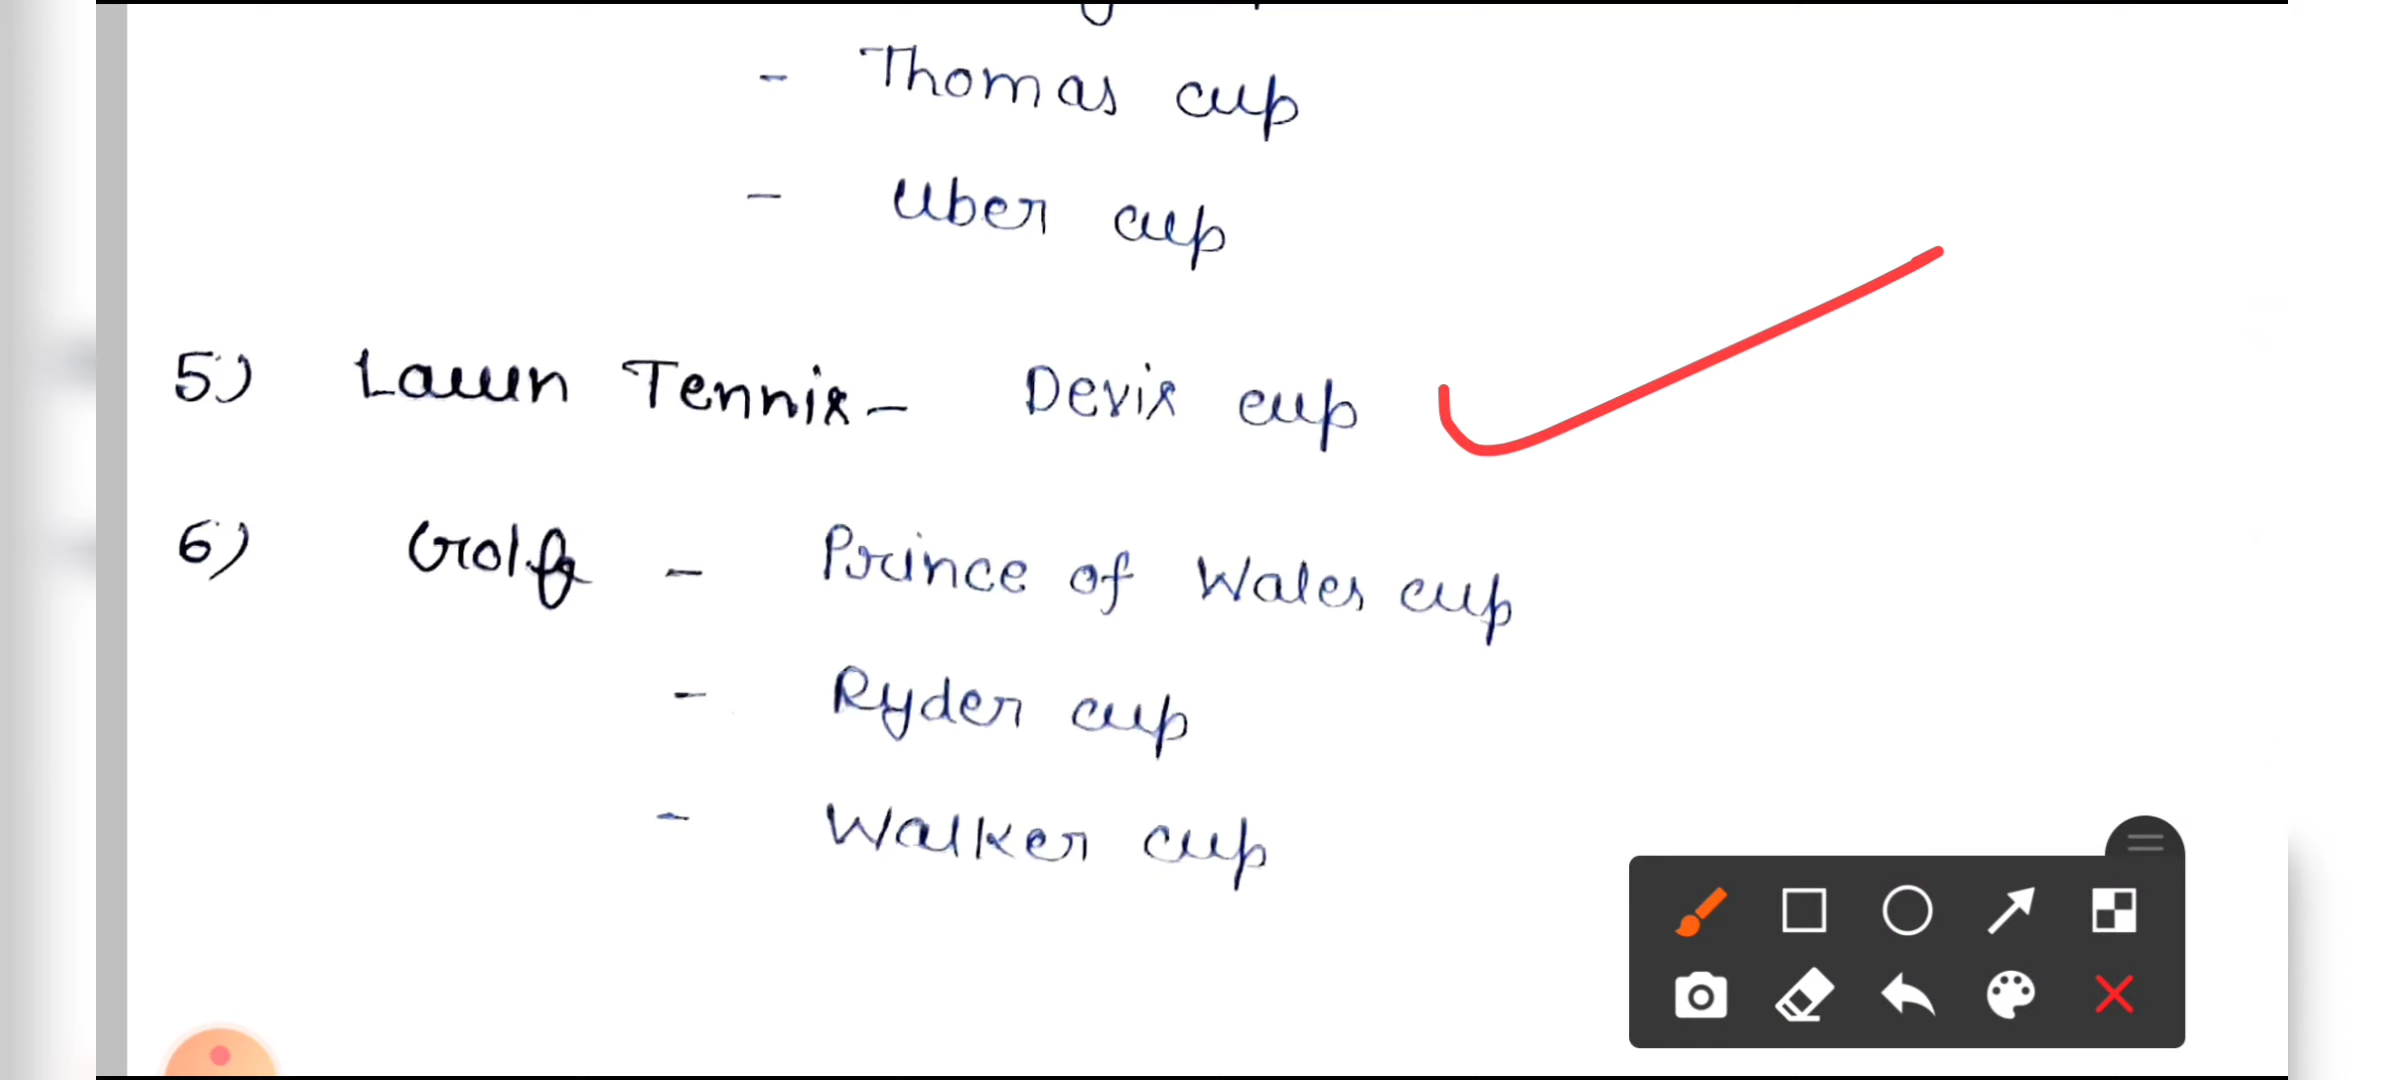 - Thomas cup
- Uber cup
5) Lawn Tennis - Devis cup
6) Golf - Prince of Wales cup
- Ryder cup
- Walker cup